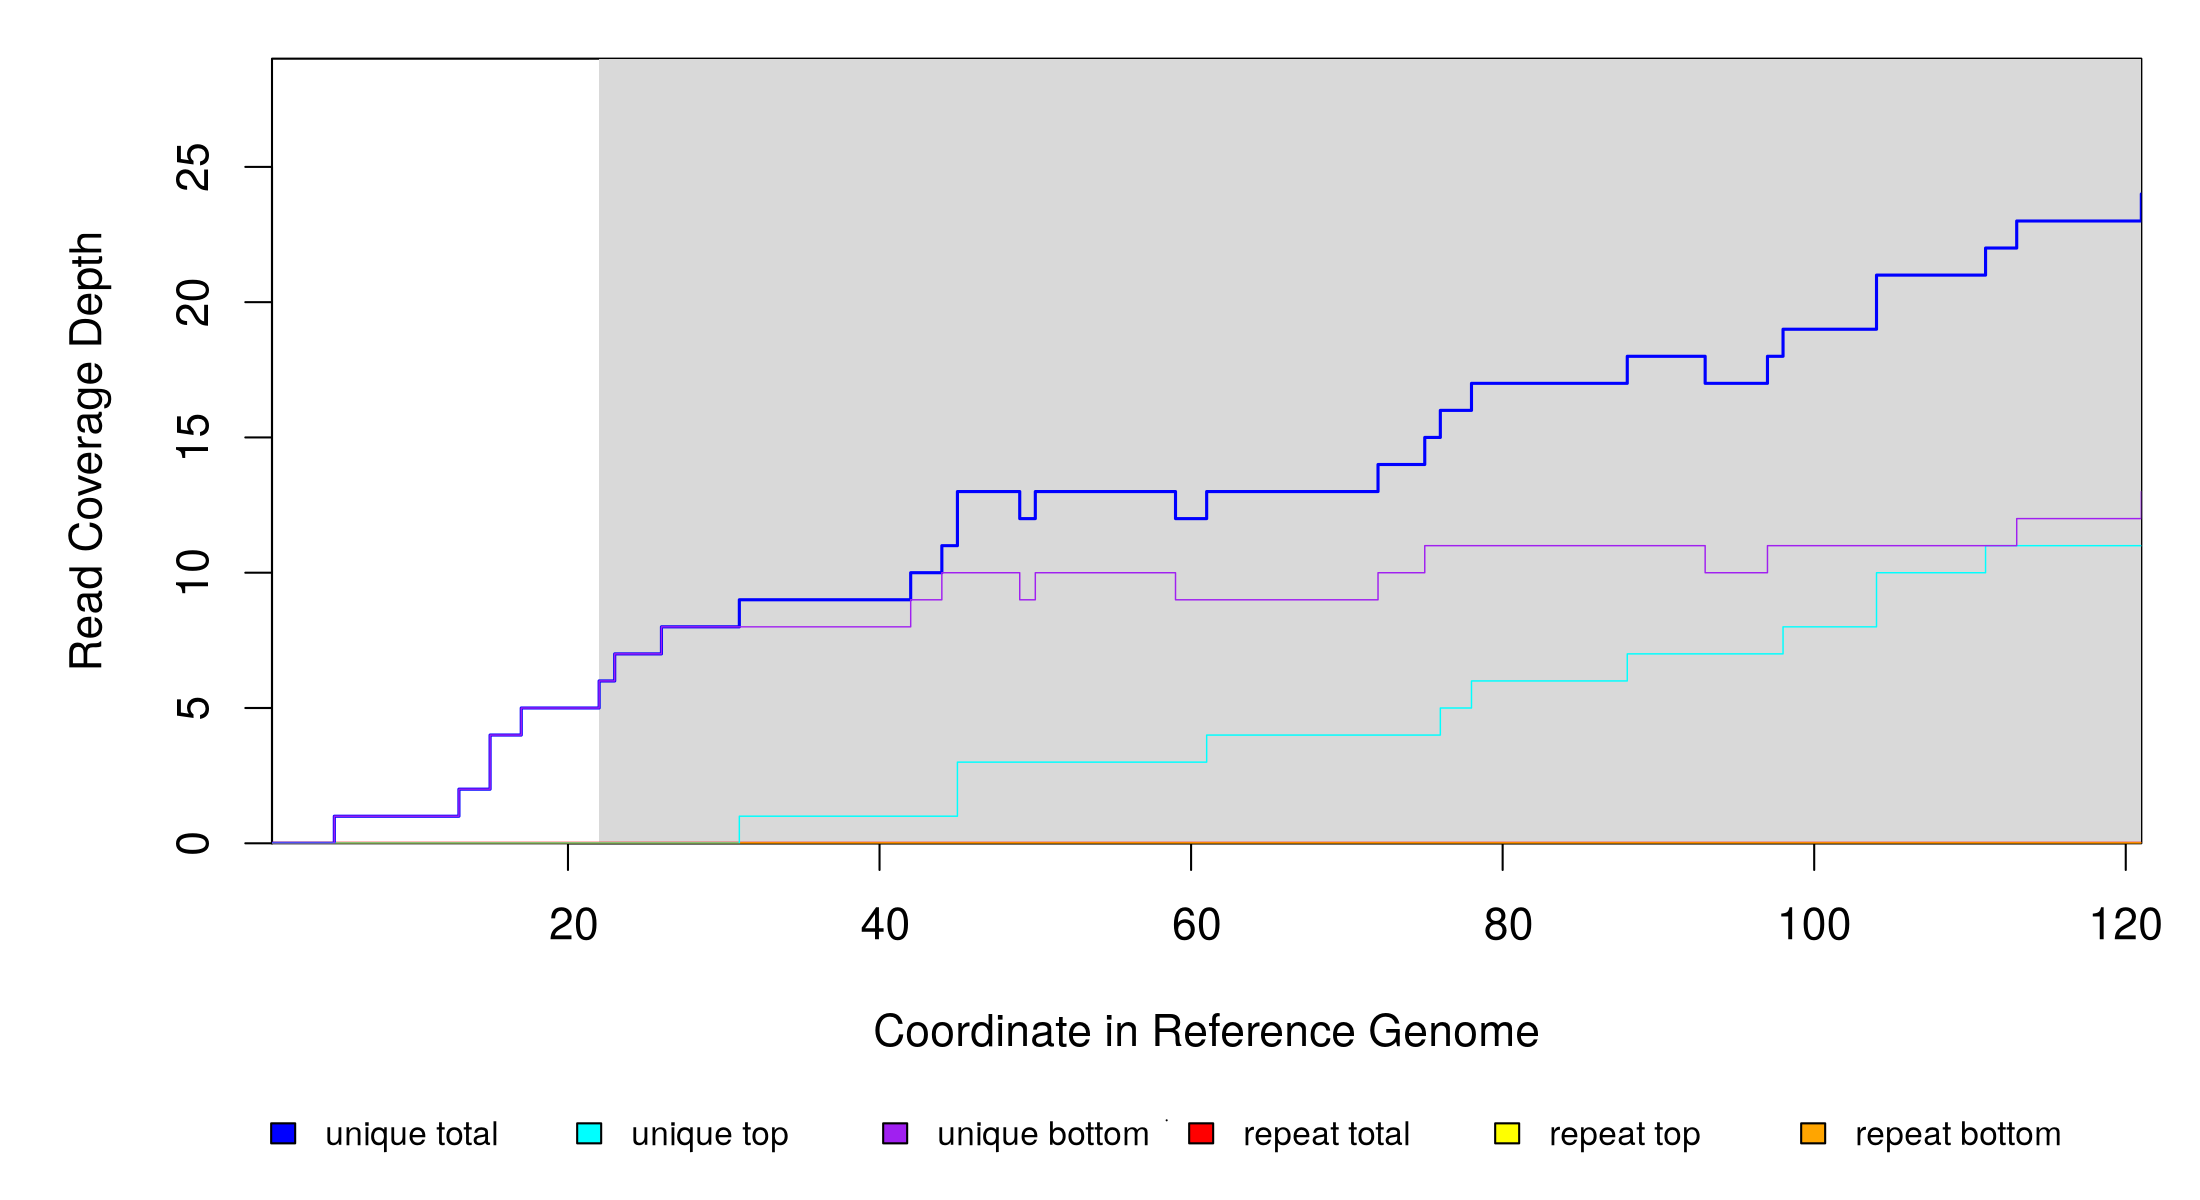 25
20
15
10
5
0
Read Coverage Depth
20 40 60 80 100 120
Coordinate in Reference Genome
unique total unique top unique bottom repeat total repeat top repeat bottom